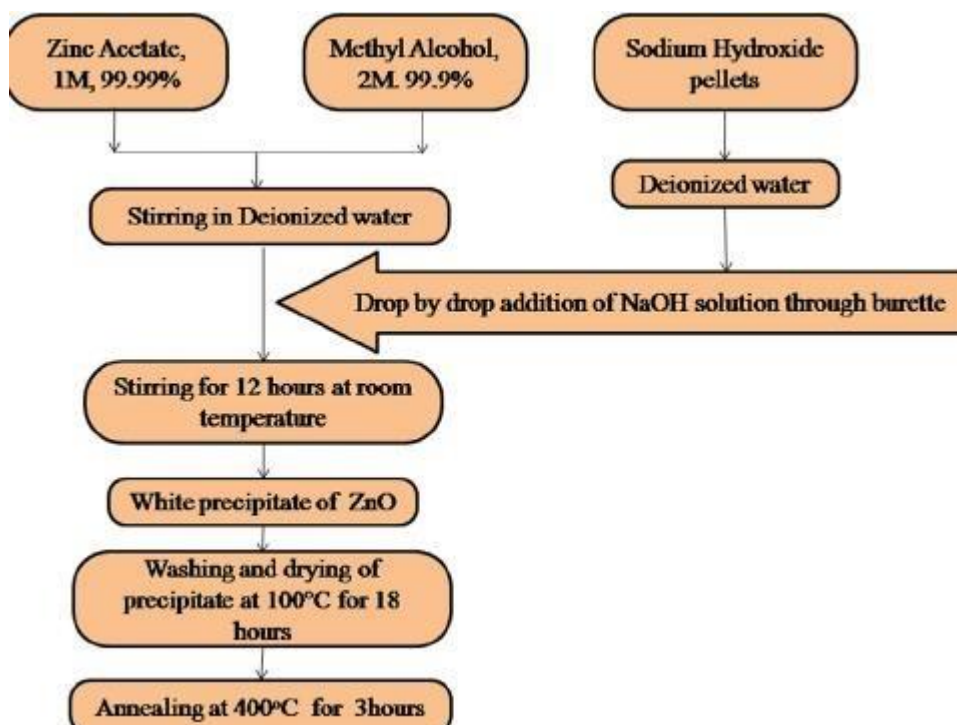 Zinc Acetate,
1M, 99.99%
Methyl Alcohol,
2M. 99.9%
Sodium Hydroxide
pellets
Deionized water
Stirring in Deionized water
Drop by drop addition of NaOH solution through burette
Stirring for 12 hours at room
temperature
White precipitate of ZnO
Washing and drying of
precipitate at 100°C for 18
hours
Annealing at 400°C for 3hours